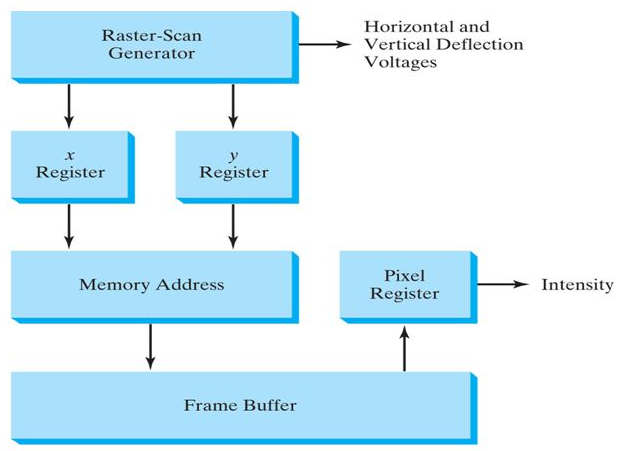 Raster-Scan
Generator
Horizontal and
Vertical Deflection
Voltages
x
Register
y
Register
Memory Address
Pixel
Register
Intensity
Frame Buffer